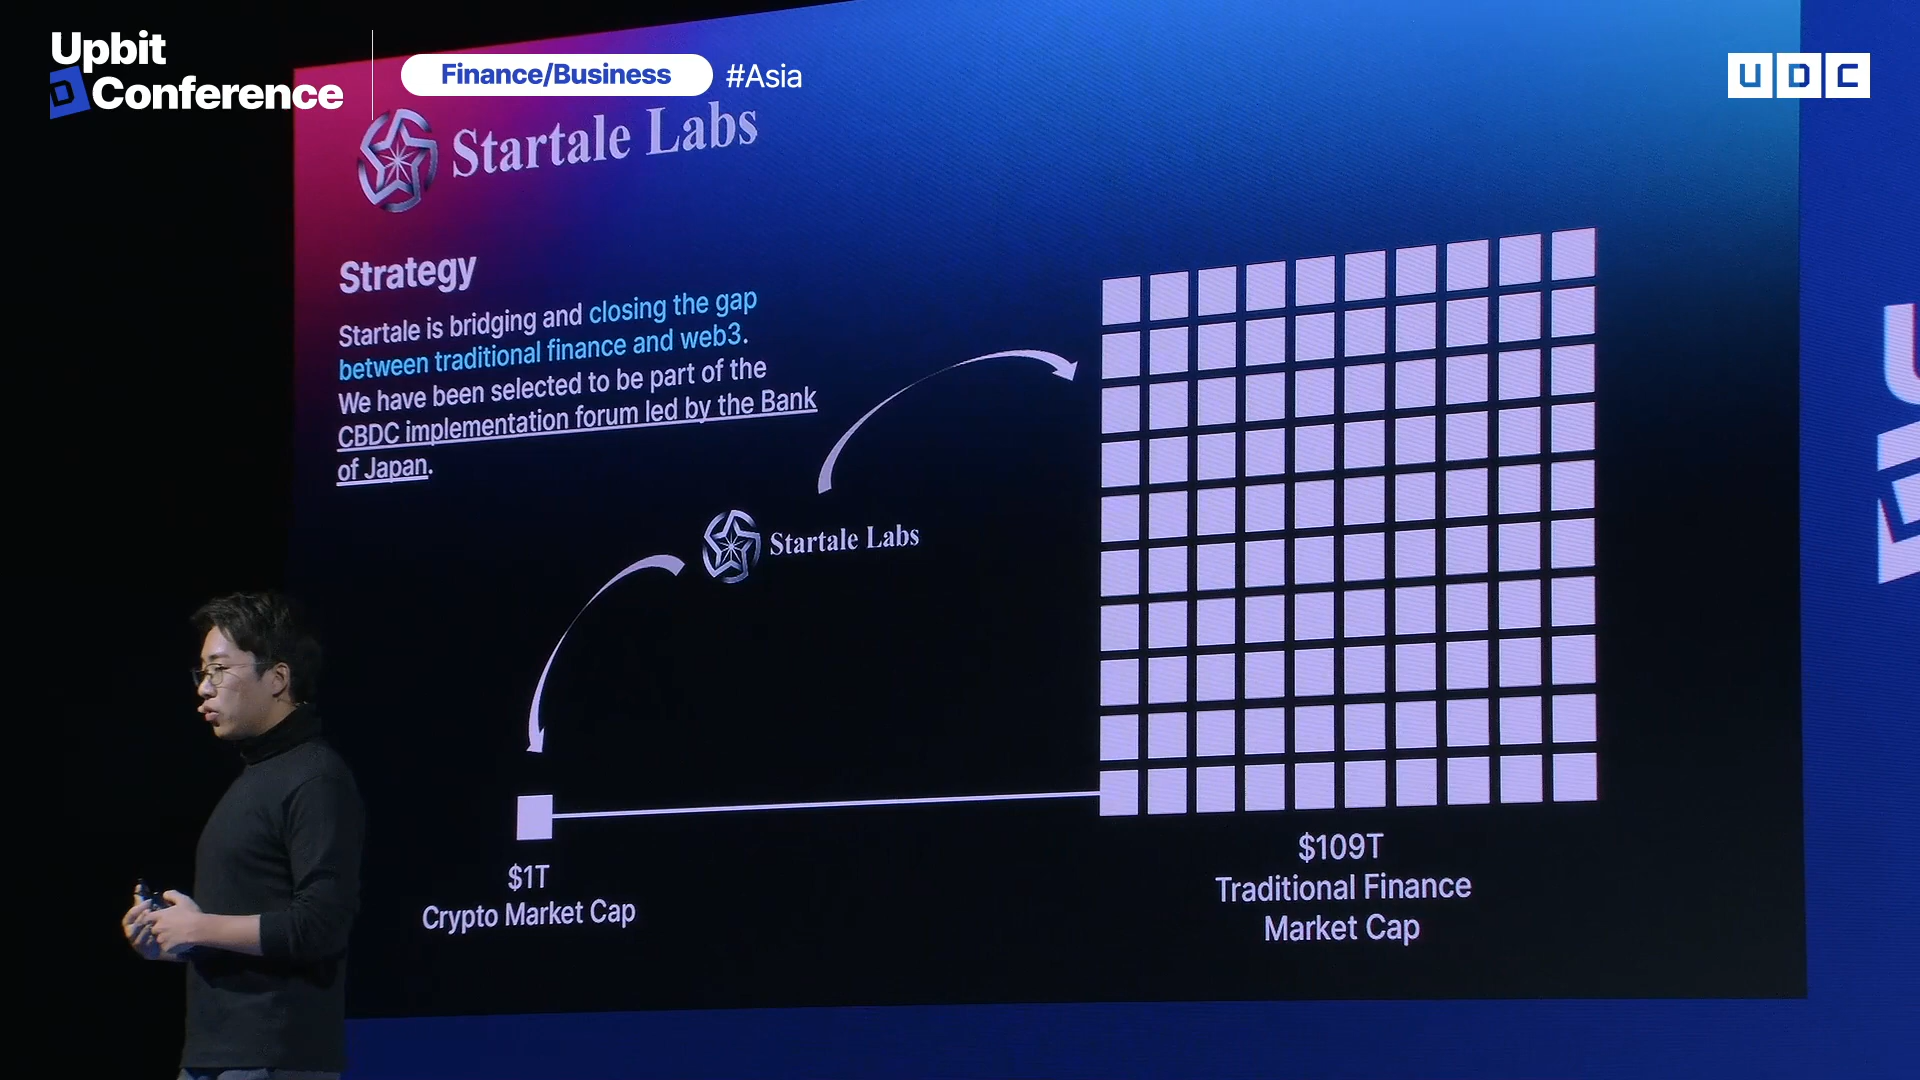 Upbit
D Conference
Finance/Business
#Asia
UDC
Startale Labs
Strategy
Startale is bridging and closing the gap
between traditional finance and web3.
We have been selected to be part of the
CBDC implementation forum led by the Bank
of Japan.
Startale Labs
$1T
Crypto Market Cap
$109T
Traditional Finance
Market Cap